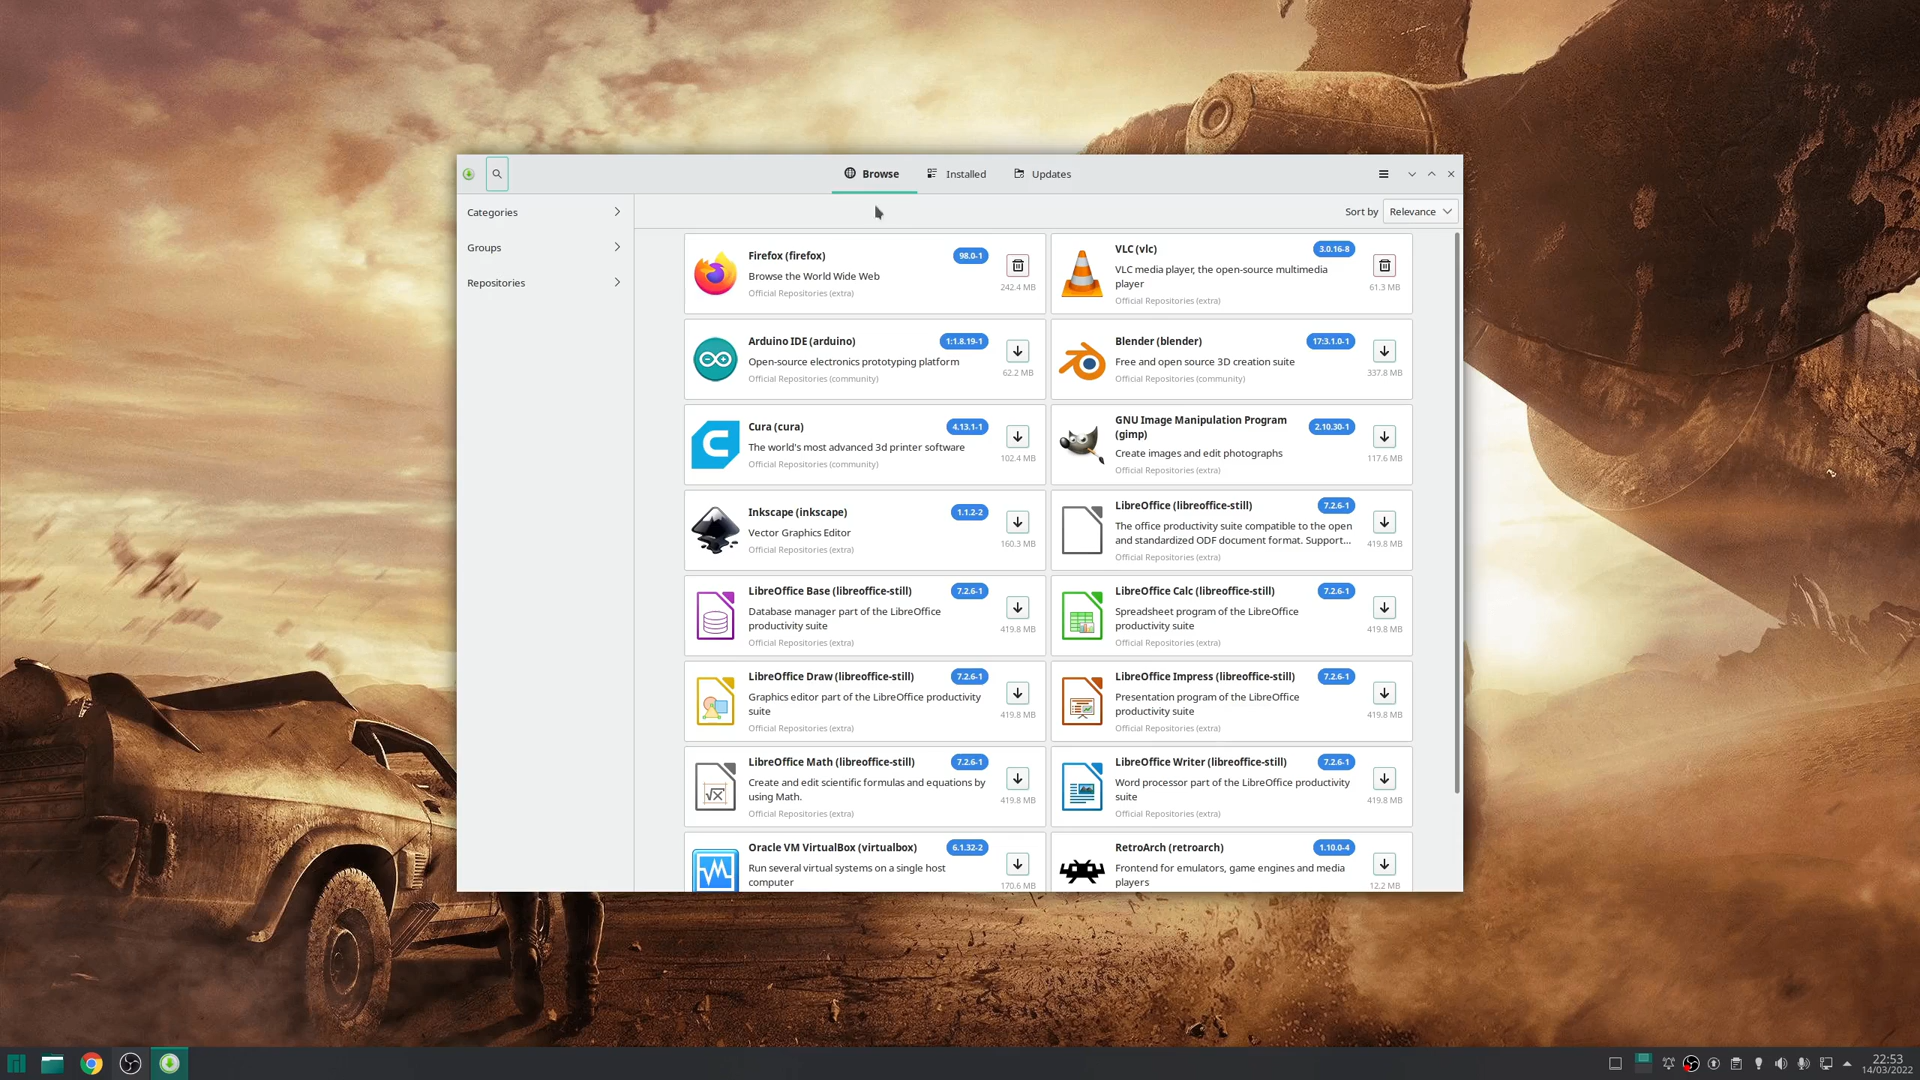 Browse
Installed
Updates
Categories
Groups
Repositories
Sort by
Relevance
Firefox (firefox)
98.0-1
Browse the World Wide Web
Official Repositories (extra)
242.4 MB
VLC (vlc)
3.0.16-8
VLC media player, the open-source multimedia
player
Official Repositories (extra)
61.3 MB
Arduino IDE (arduino)
1:1.8.19-1
Open-source electronics prototyping platform
Official Repositories (community)
62.2 MB
Blender (blender)
17:3.1.0-1
Free and open source 3D creation suite
Official Repositories (community)
337.8 MB
Cura (cura)
4.13.1-1
The world's most advanced 3d printer software
Official Repositories (community)
102.4 MB
GNU Image Manipulation Program
(gimp)
2.10.30-1
Create images and edit photographs
Official Repositories (extra)
117.6 MB
Inkscape (inkscape)
1.1.2-2
Vector Graphics Editor
Official Repositories (extra)
160.3 MB
LibreOffice (libreoffice-still)
7.2.6-1
The office productivity suite compatible to the open
and standardized ODF document format. Support...
Official Repositories (extra)
419.8 MB
LibreOffice Base (libreoffice-still)
7.2.6-1
Database manager part of the LibreOffice
productivity suite
Official Repositories (extra)
419.8 MB
LibreOffice Calc (libreoffice-still)
7.2.6-1
Spreadsheet program of the LibreOffice
productivity suite
Official Repositories (extra)
419.8 MB
LibreOffice Draw (libreoffice-still)
7.2.6-1
Graphics editor part of the LibreOffice productivity
suite
Official Repositories (extra)
419.8 MB
LibreOffice Impress (libreoffice-still)
7.2.6-1
Presentation program of the LibreOffice
productivity suite
Official Repositories (extra)
419.8 MB
LibreOffice Math (libreoffice-still)
7.2.6-1
Create and edit scientific formulas and equations by
using Math.
Official Repositories (extra)
419.8 MB
LibreOffice Writer (libreoffice-still)
7.2.6-1
Word processor part of the LibreOffice productivity
suite
Official Repositories (extra)
419.8 MB
Oracle VM VirtualBox (virtualbox)
6.1.32-2
Run several virtual systems on a single host
computer
170.6 MB
RetroArch (retroarch)
1.10.0-4
Frontend for emulators, game engines and media
players
12.2 MB
22:53
14/03/2022